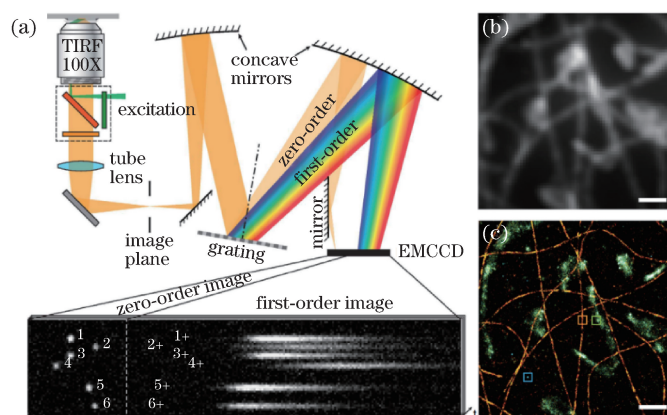 (a)
TIRF
100X
excitation
tube
lens
image
plane
concave
mirrors
zero-order
first-order
grating
mirror
EMCCD
zero-order image
first-order image
1
2
3
4
5
6
1+
2+
3+
4+
5+
6+
(b)
(c)